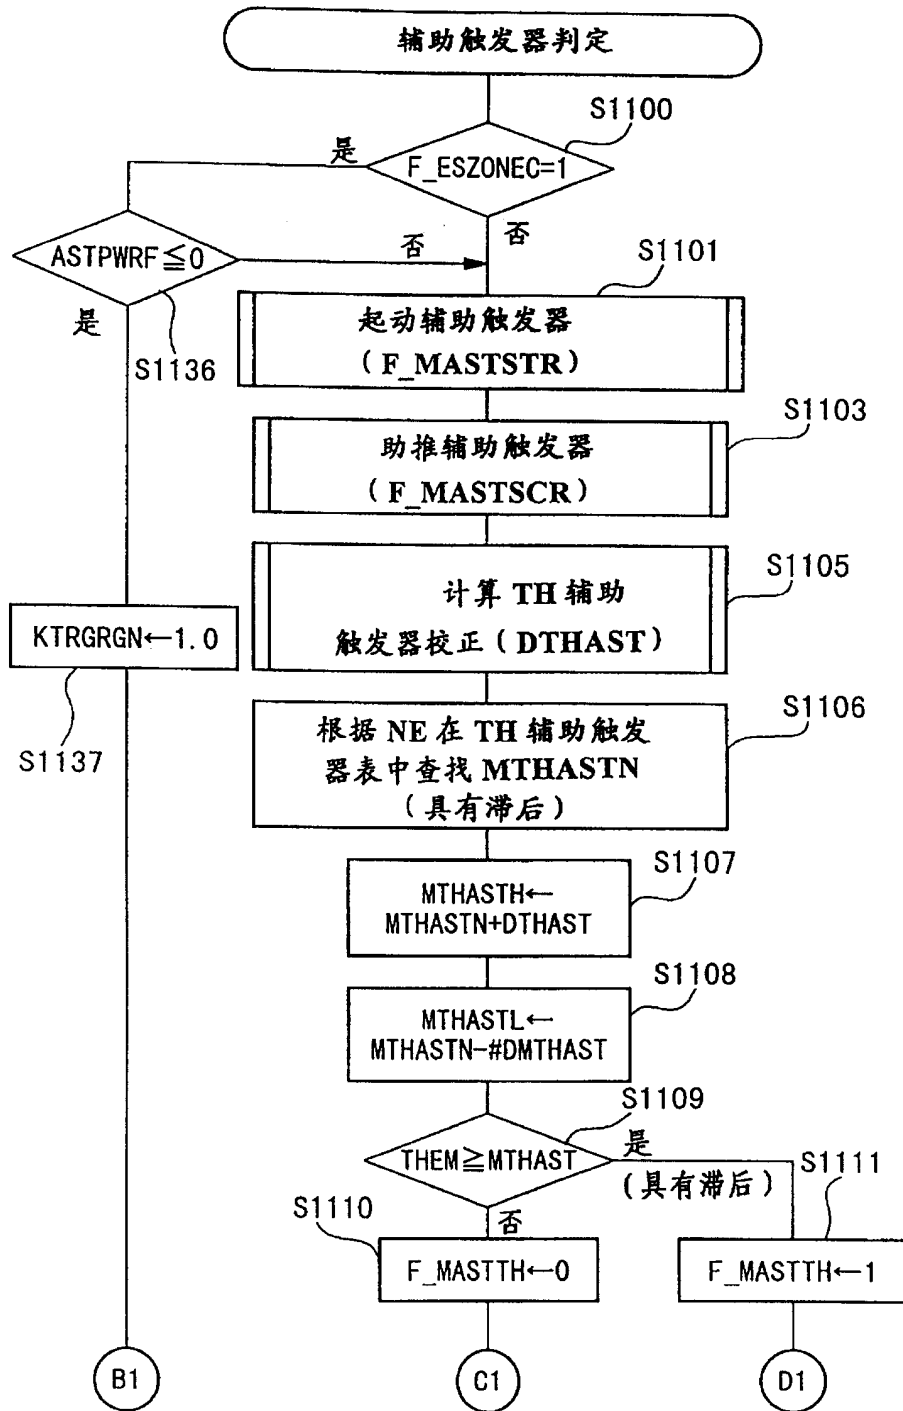 辅助触发器判定
S1100
是
F_ESZONEC=1
否
ASTPWRF≦0
否
是
S1136
S1101
起动辅助触发器
(F_MASTSTR)
S1103
助推辅助触发器
(F_MASTSCR)
S1105
计算 TH 辅助
触发器校正(DTHAST)
KTRGRGN←1.0
S1137
S1106
根据 NE 在 TH 辅助触发
器表中查找 MTHASTN
(具有滞后)
S1107
MTHASTH←
MTHASTN+DTHAST
S1108
MTHASTL←
MTHASTN-#DMTHAST
S1109
THEM≧MTHAST
是
(具有滞后)
S1111
S1110
否
F_MASTTH←0
F_MASTTH←1
B1
C1
D1